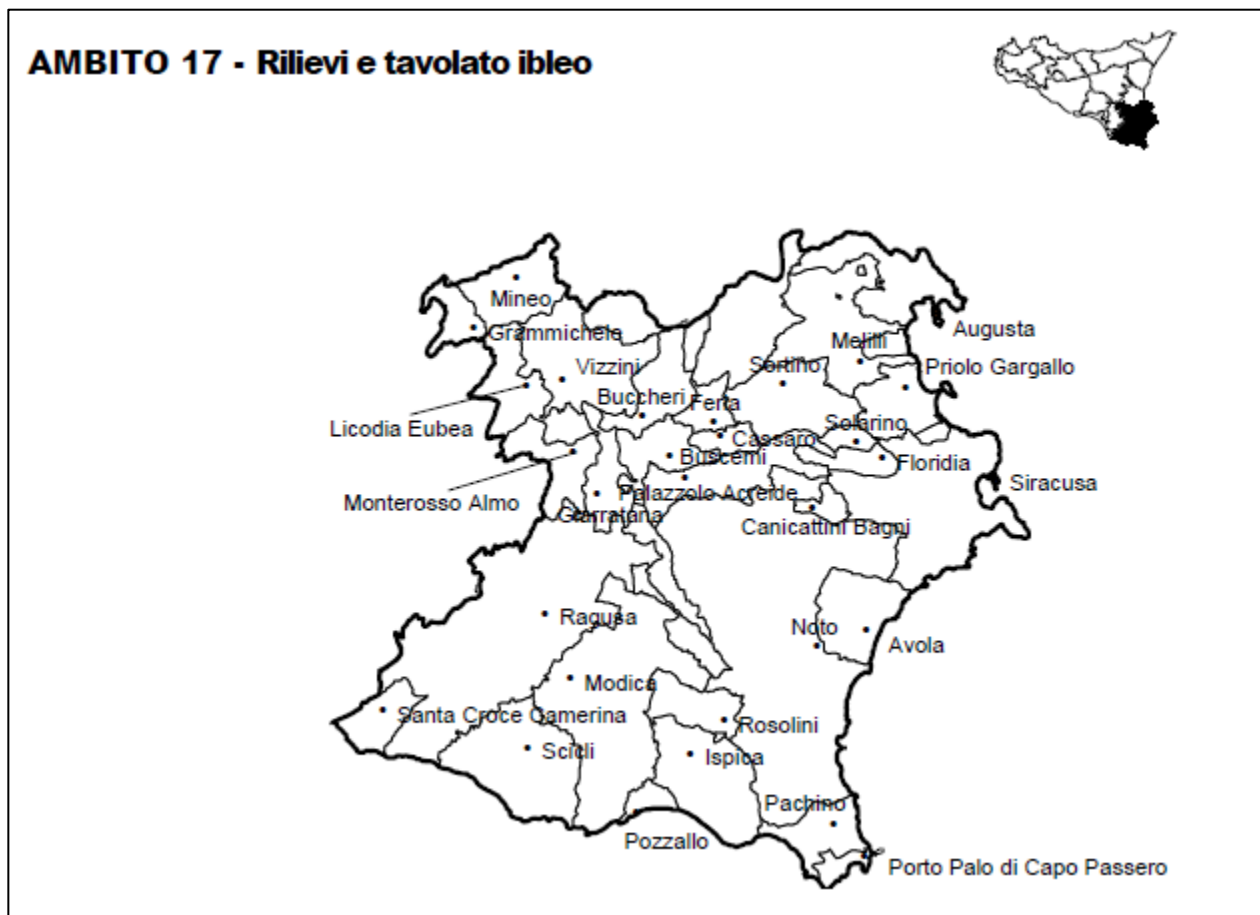 AMBITO 17 - Rilievi e tavolato ibleo
Mineo
Grammichele
Augusta
Melilli
Vizzini
Sortino
Priolo Gargallo
Buccheri
Ferla
Licodia Eubea
Solarino
Cassaro
Buscemi
Floridia
Siracusa
Monterosso Almo
Palazzolo Acreide
Giarratana
Canicattini Bagni
Ragusa
Noto
Avola
Modica
Santa Croce Camerina
Rosolini
Scicli
Ispica
Pachino
Pozzallo
Porto Palo di Capo Passero